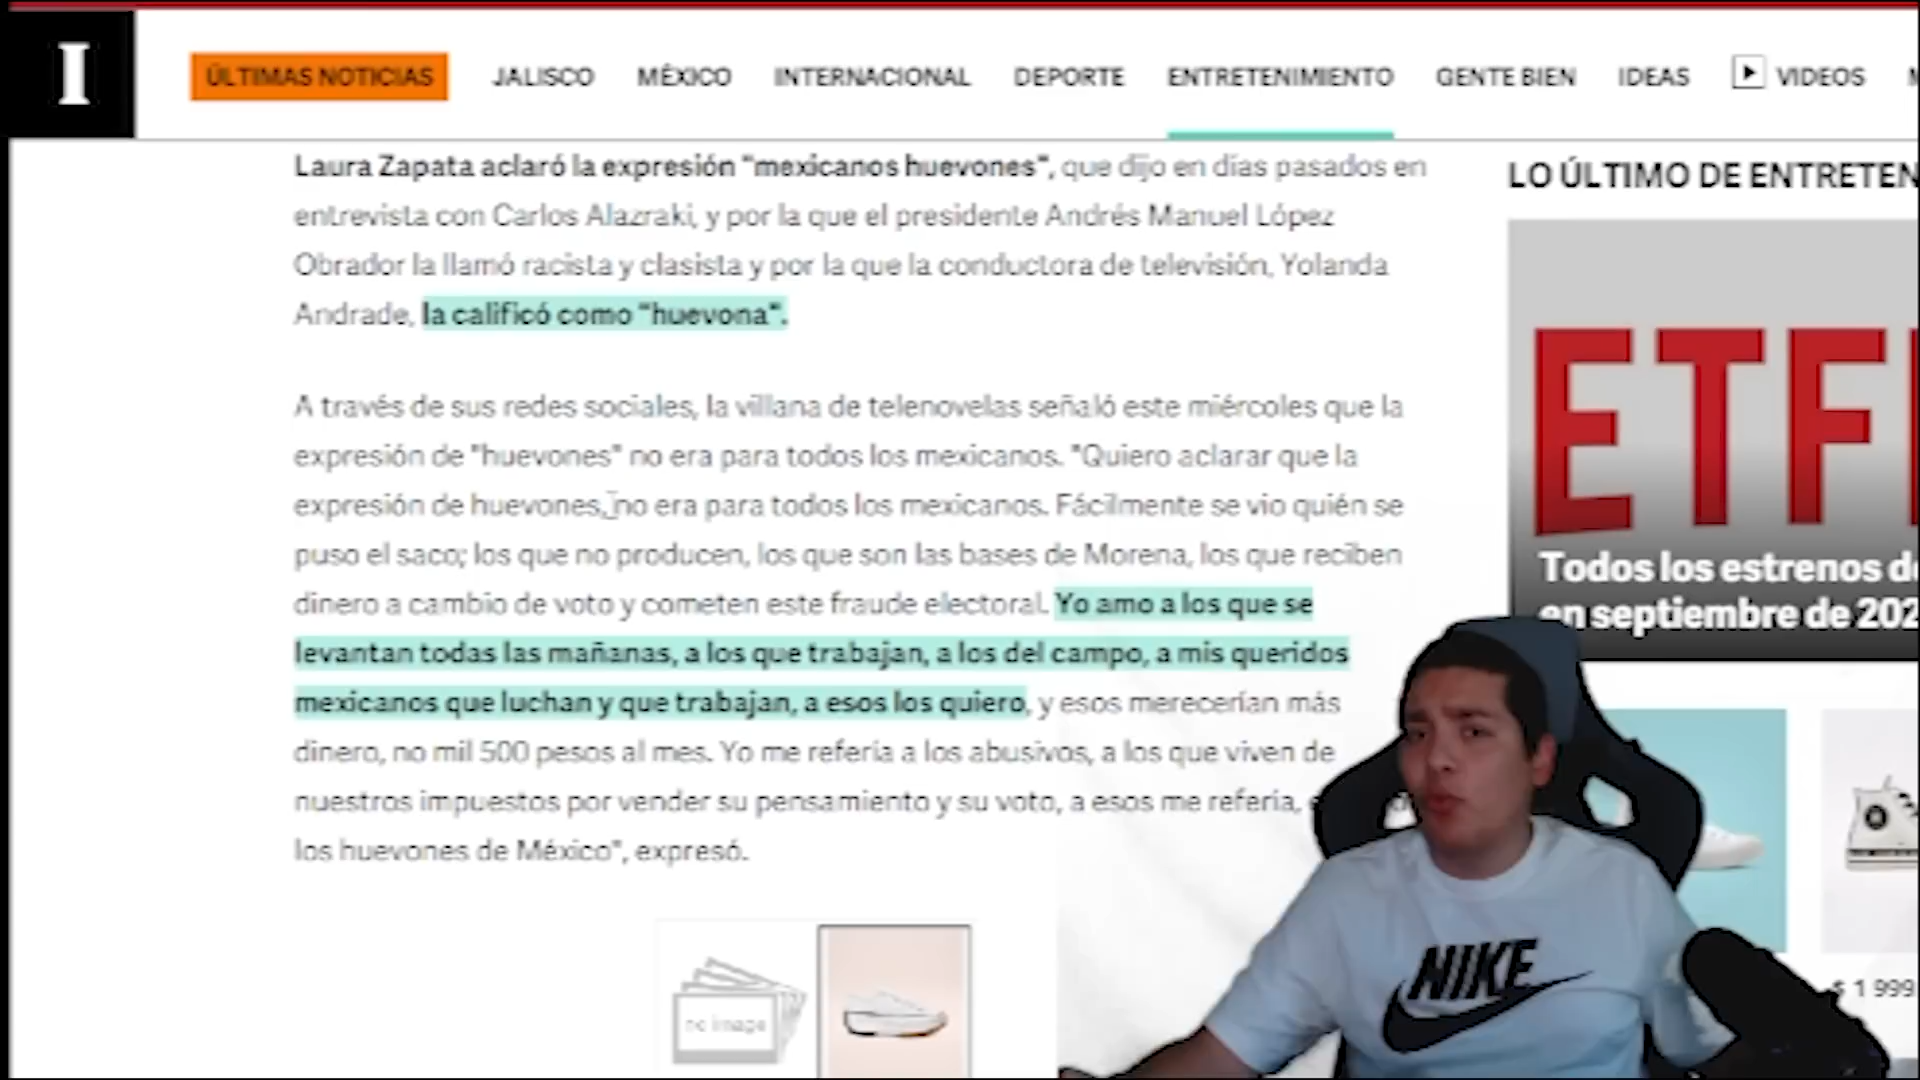 I
ÚLTIMAS NOTICIAS JALISCO MÉXICO INTERNACIONAL DEPORTE ENTRETENIMIENTO GENTE BIEN IDEAS VIDEOS
Laura Zapata aclaró la expresión "mexicanos huevones", que dijo en días pasados en
entrevista con Carlos Alazraki, y por la que el presidente Andrés Manuel López
Obrador la llamó racista y clasista y por la que la conductora de televisión, Yolanda
Andrade, la calificó como "huevona".
A través de sus redes sociales, la villana de telenovelas señaló este miércoles que la
expresión de "huevones" no era para todos los mexicanos. "Quiero aclarar que la
expresión de huevones, no era para todos los mexicanos. Fácilmente se vio quién se
puso el saco; los que no producen, los que son las bases de Morena, los que reciben
dinero a cambio de voto y cometen este fraude electoral. Yo amo a los que se
levantan todas las mañanas, a los que trabajan, a los del campo, a mis queridos
mexicanos que luchan y que trabajan, a esos los quiero, y esos merecerían más
dinero, no mil 500 pesos al mes. Yo me refería a los abusivos, a los que viven de
nuestros impuestos por vender su pensamiento y su voto, a esos me refería,
los huevones de México", expresó.
LO ÚLTIMO DE ENTRETEN
ETF
Todos los estrenos d
en septiembre de 202
no image
NIKE
$ 1 999